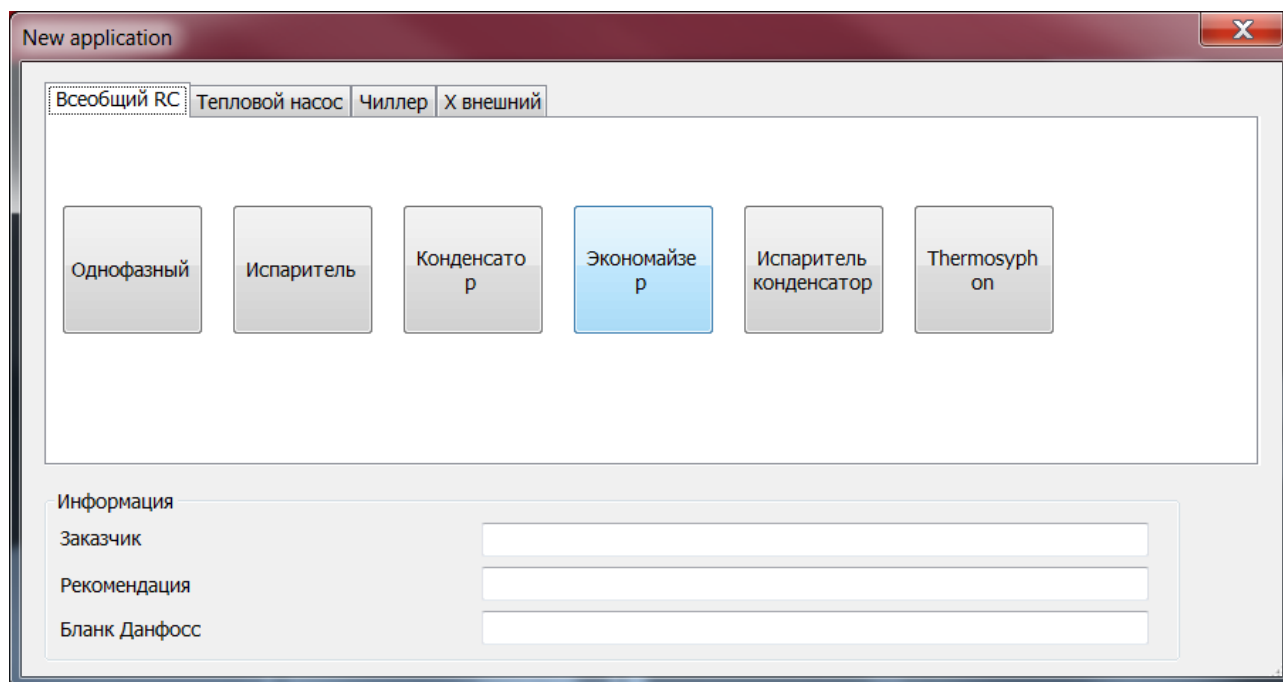 New application
Всеобщий RC Тепловой насос Чиллер X внешний
Однофазный
Испаритель
Конденсато
р
Экономайзе
р
Испаритель
конденсатор
Thermosyph
on
Информация
Заказчик
Рекомендация
Бланк Данфосс